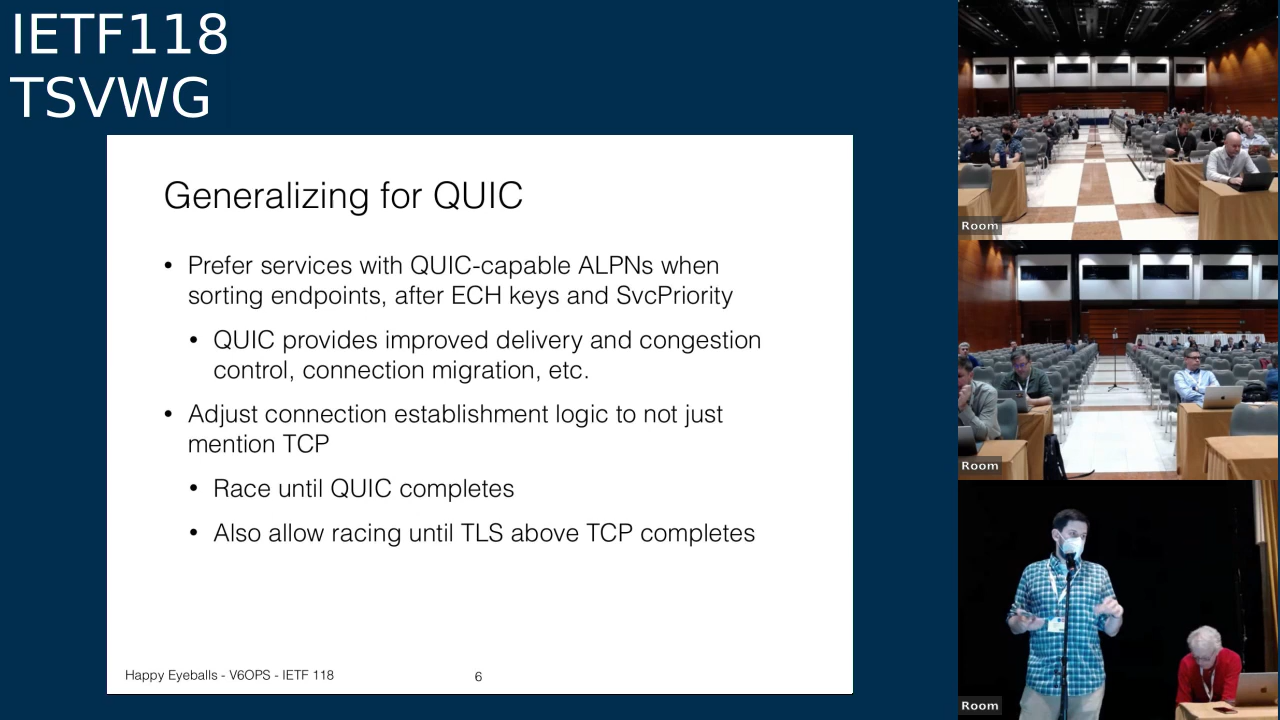 IETF118
TSVWG
Generalizing for QUIC
• Prefer services with QUIC-capable ALPNs when
sorting endpoints, after ECH keys and SvcPriority
• QUIC provides improved delivery and congestion
control, connection migration, etc.
• Adjust connection establishment logic to not just
mention TCP
• Race until QUIC completes
• Also allow racing until TLS above TCP completes
Happy Eyeballs - V6OPS - IETF 118
6
Room
Room
Room